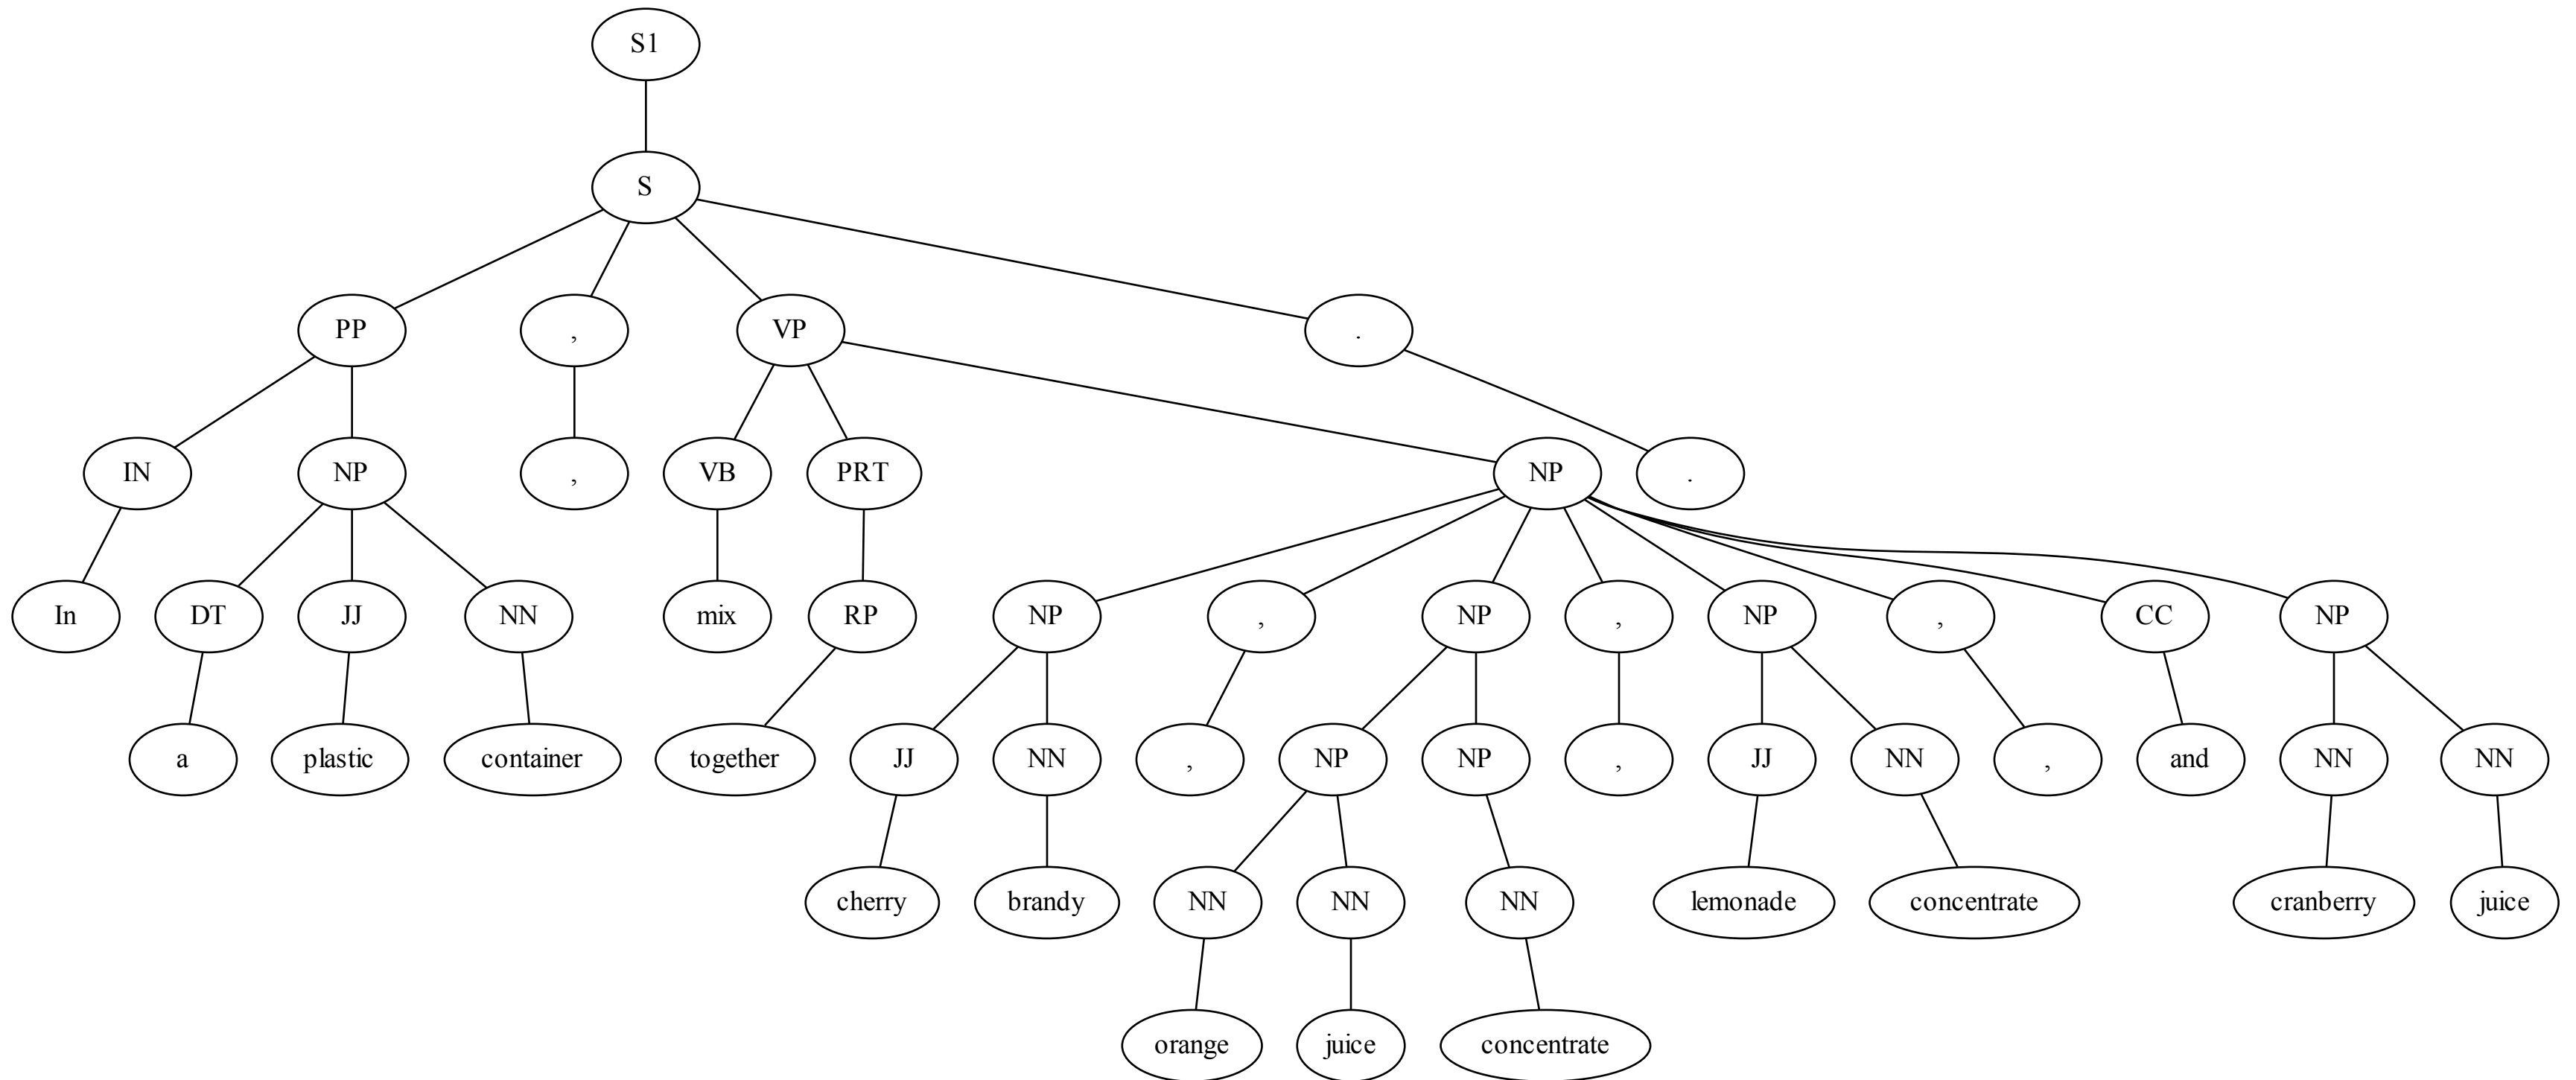 S1
S
PP , VP .
IN NP , VB PRT NP .
In DT JJ NN mix RP NP , NP , NP , CC NP
a plastic container together JJ NN , NP NP , JJ NN , and NN NN
cherry brandy NN NN NN lemonade concentrate cranberry juice
orange juice concentrate